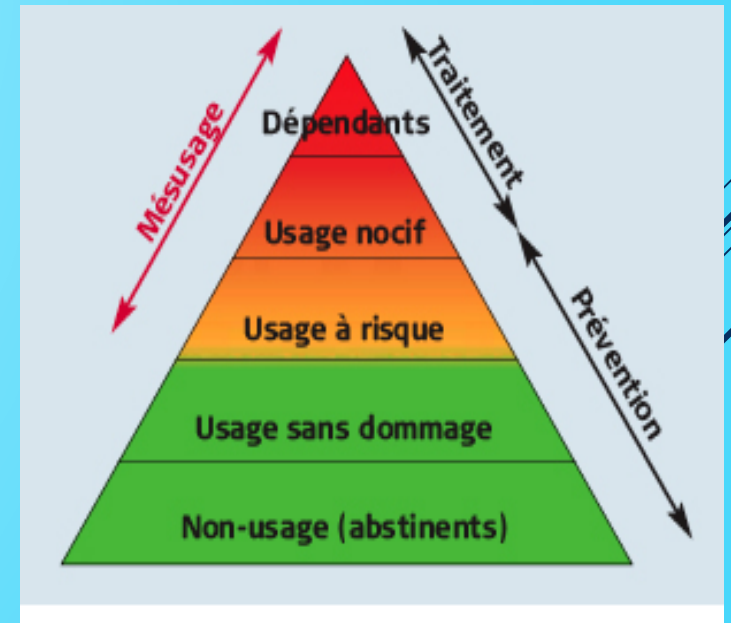 Mésusage
Traitement
Dépendants
Usage nocif
Usage à risque
Prévention
Usage sans dommage
Non-usage (abstinents)